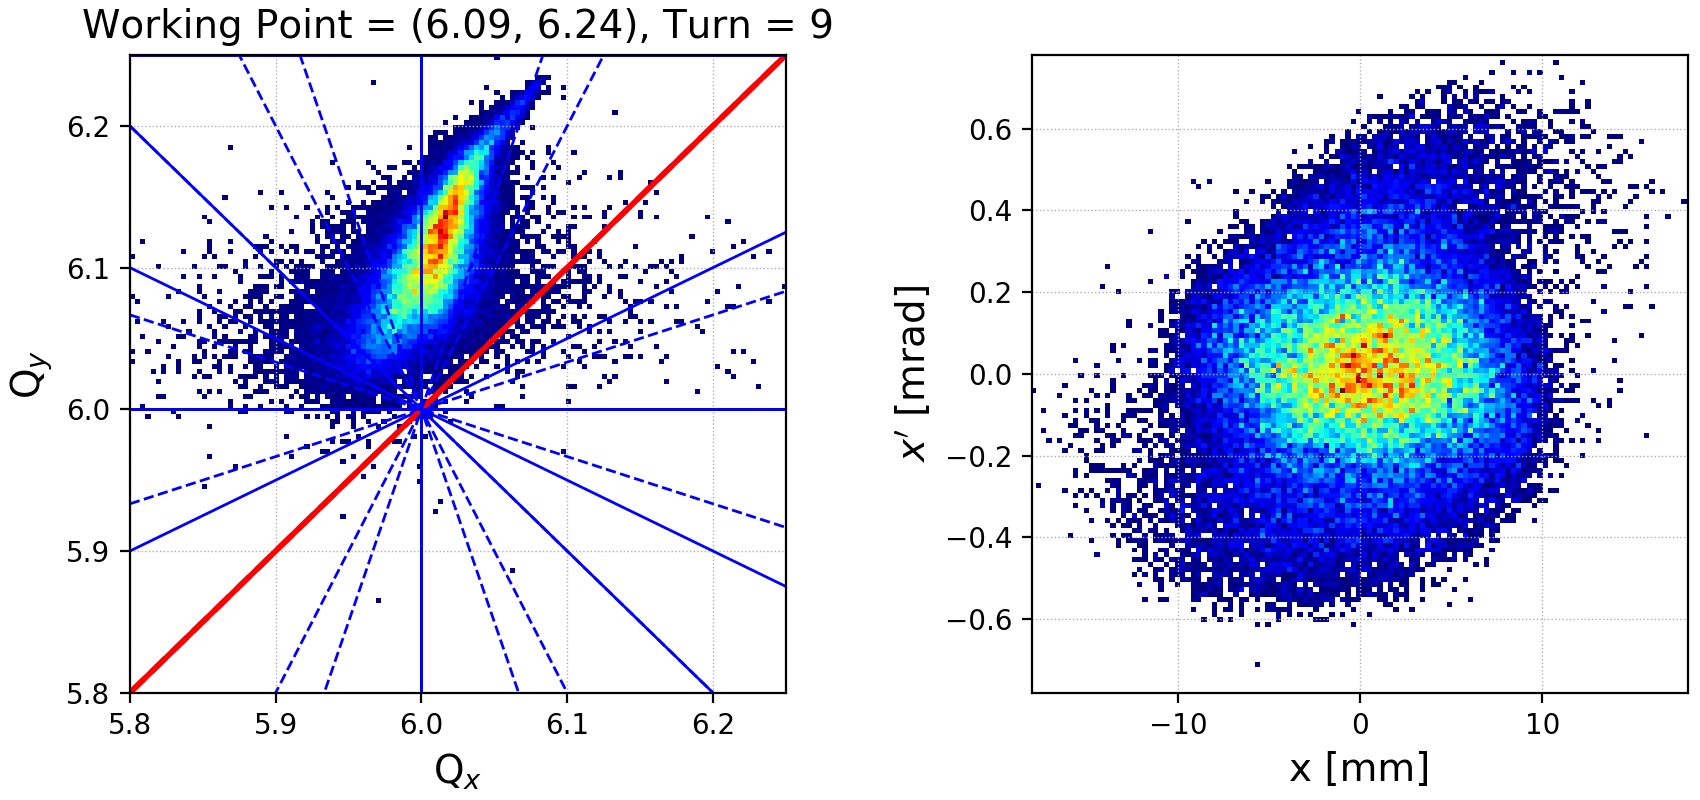 Working Point = (6.09, 6.24), Turn = 9
6.2
6.1
6.0
5.9
5.8
Q_y
5.8 5.9 6.0 6.1 6.2
Q_x
0.6
0.4
0.2
0.0
−0.2
−0.4
−0.6
x′ [mrad]
−10 0 10
x [mm]